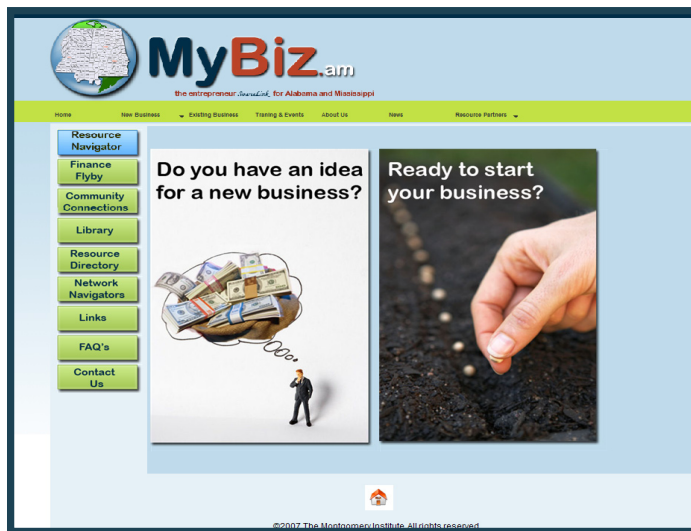 MyBiz.am
the entrepreneur SourceLink for Alabama and Mississippi
Home New Business Existing Business Training & Events About Us News Resource Partners
Resource
Navigator
Finance
Flyby
Community
Connections
Library
Resource
Directory
Network
Navigators
Links
FAQ's
Contact
Us
Do you have an idea
for a new business?
Ready to start
your business?
©2007 The Montgomery Institute. All rights reserved